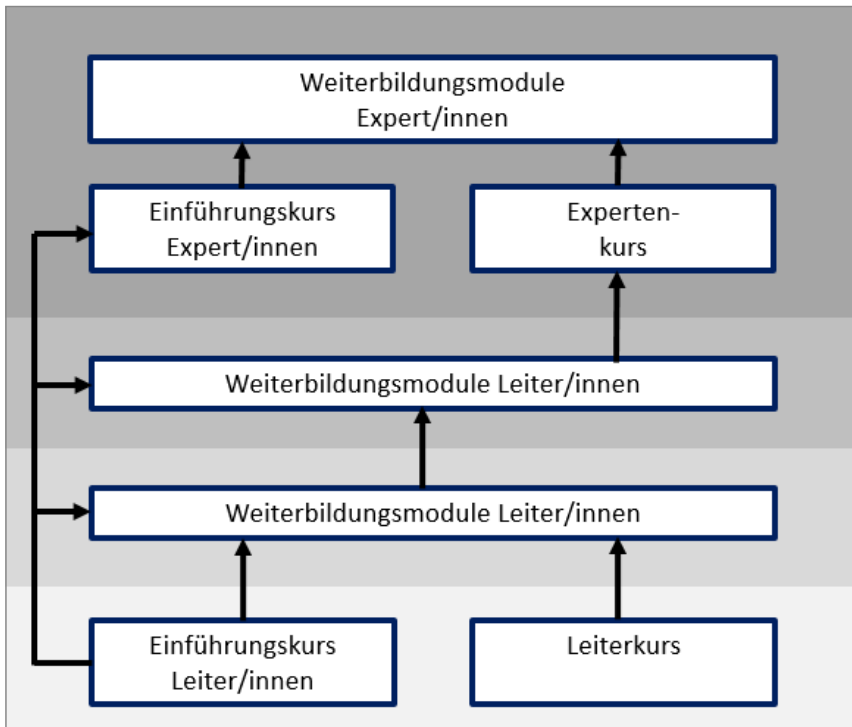 Weiterbildungsmodule
Expert/innen
Einführungskurs
Expert/innen
Experten-
kurs
Weiterbildungsmodule Leiter/innen
Weiterbildungsmodule Leiter/innen
Einführungskurs
Leiter/innen
Leiterkurs